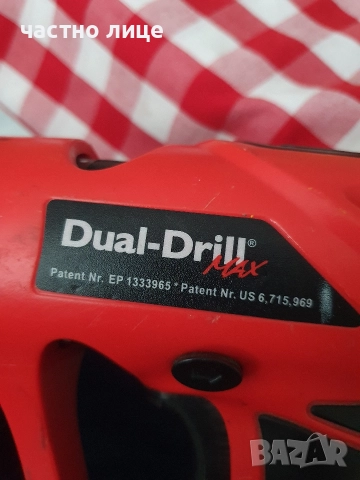 частно лице
Dual-Drill®
MAX
Patent Nr. EP 1333965 * Patent Nr. US 6,715,969
BAZAR